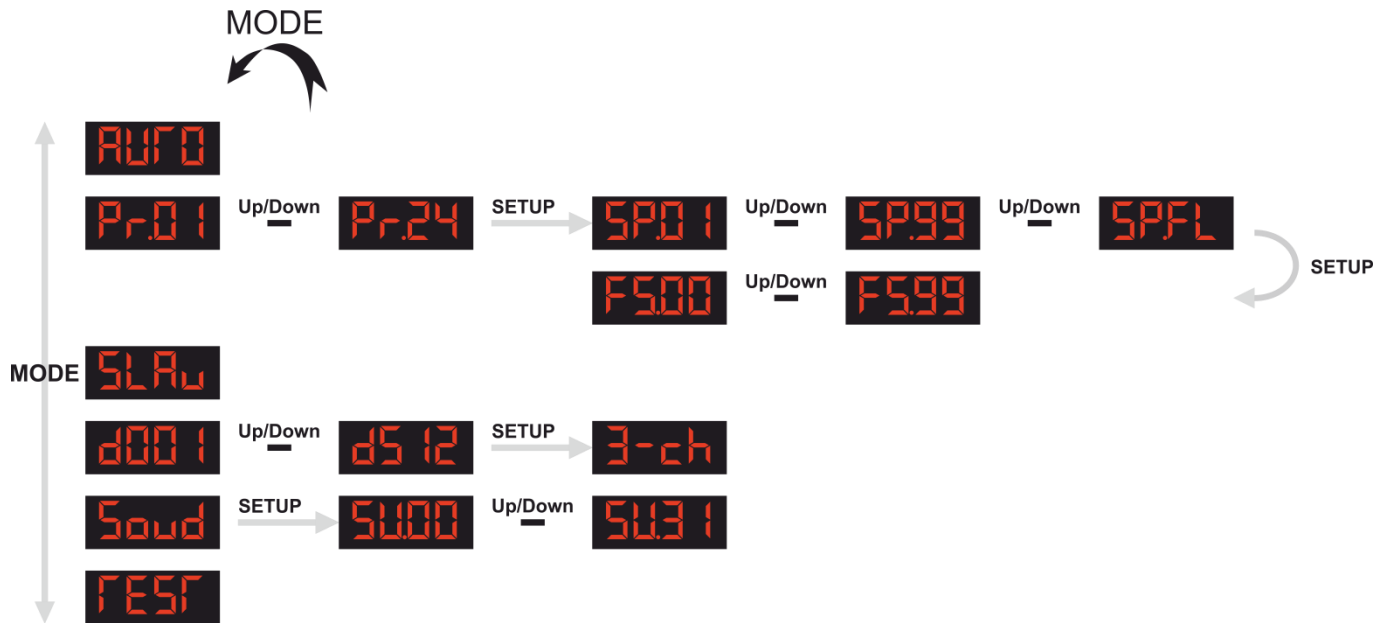 MODE
AUTO
Pr.01 Up/Down Pr.24 SETUP SP.01 Up/Down SP.99 Up/Down SP.FL
SETUP
FS.00 Up/Down FS.99
MODE
SLAu
d001 Up/Down d512 SETUP 3-ch
Soud SETUP SU.00 Up/Down SU.31
TEST